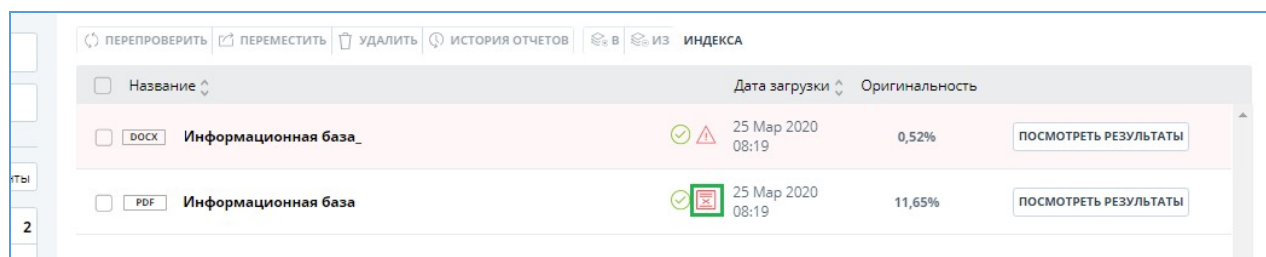 ПЕРЕПРОВЕРИТЬ ПЕРЕМЕСТИТЬ УДАЛИТЬ ИСТОРИЯ ОТЧЕТОВ В ИЗ ИНДЕКСА
Название Дата загрузки Оригинальность
DOCX Информационная база_ 25 Мар 2020 08:19 0,52% ПОСМОТРЕТЬ РЕЗУЛЬТАТЫ
нты
PDF Информационная база 25 Мар 2020 08:19 11,65% ПОСМОТРЕТЬ РЕЗУЛЬТАТЫ
2